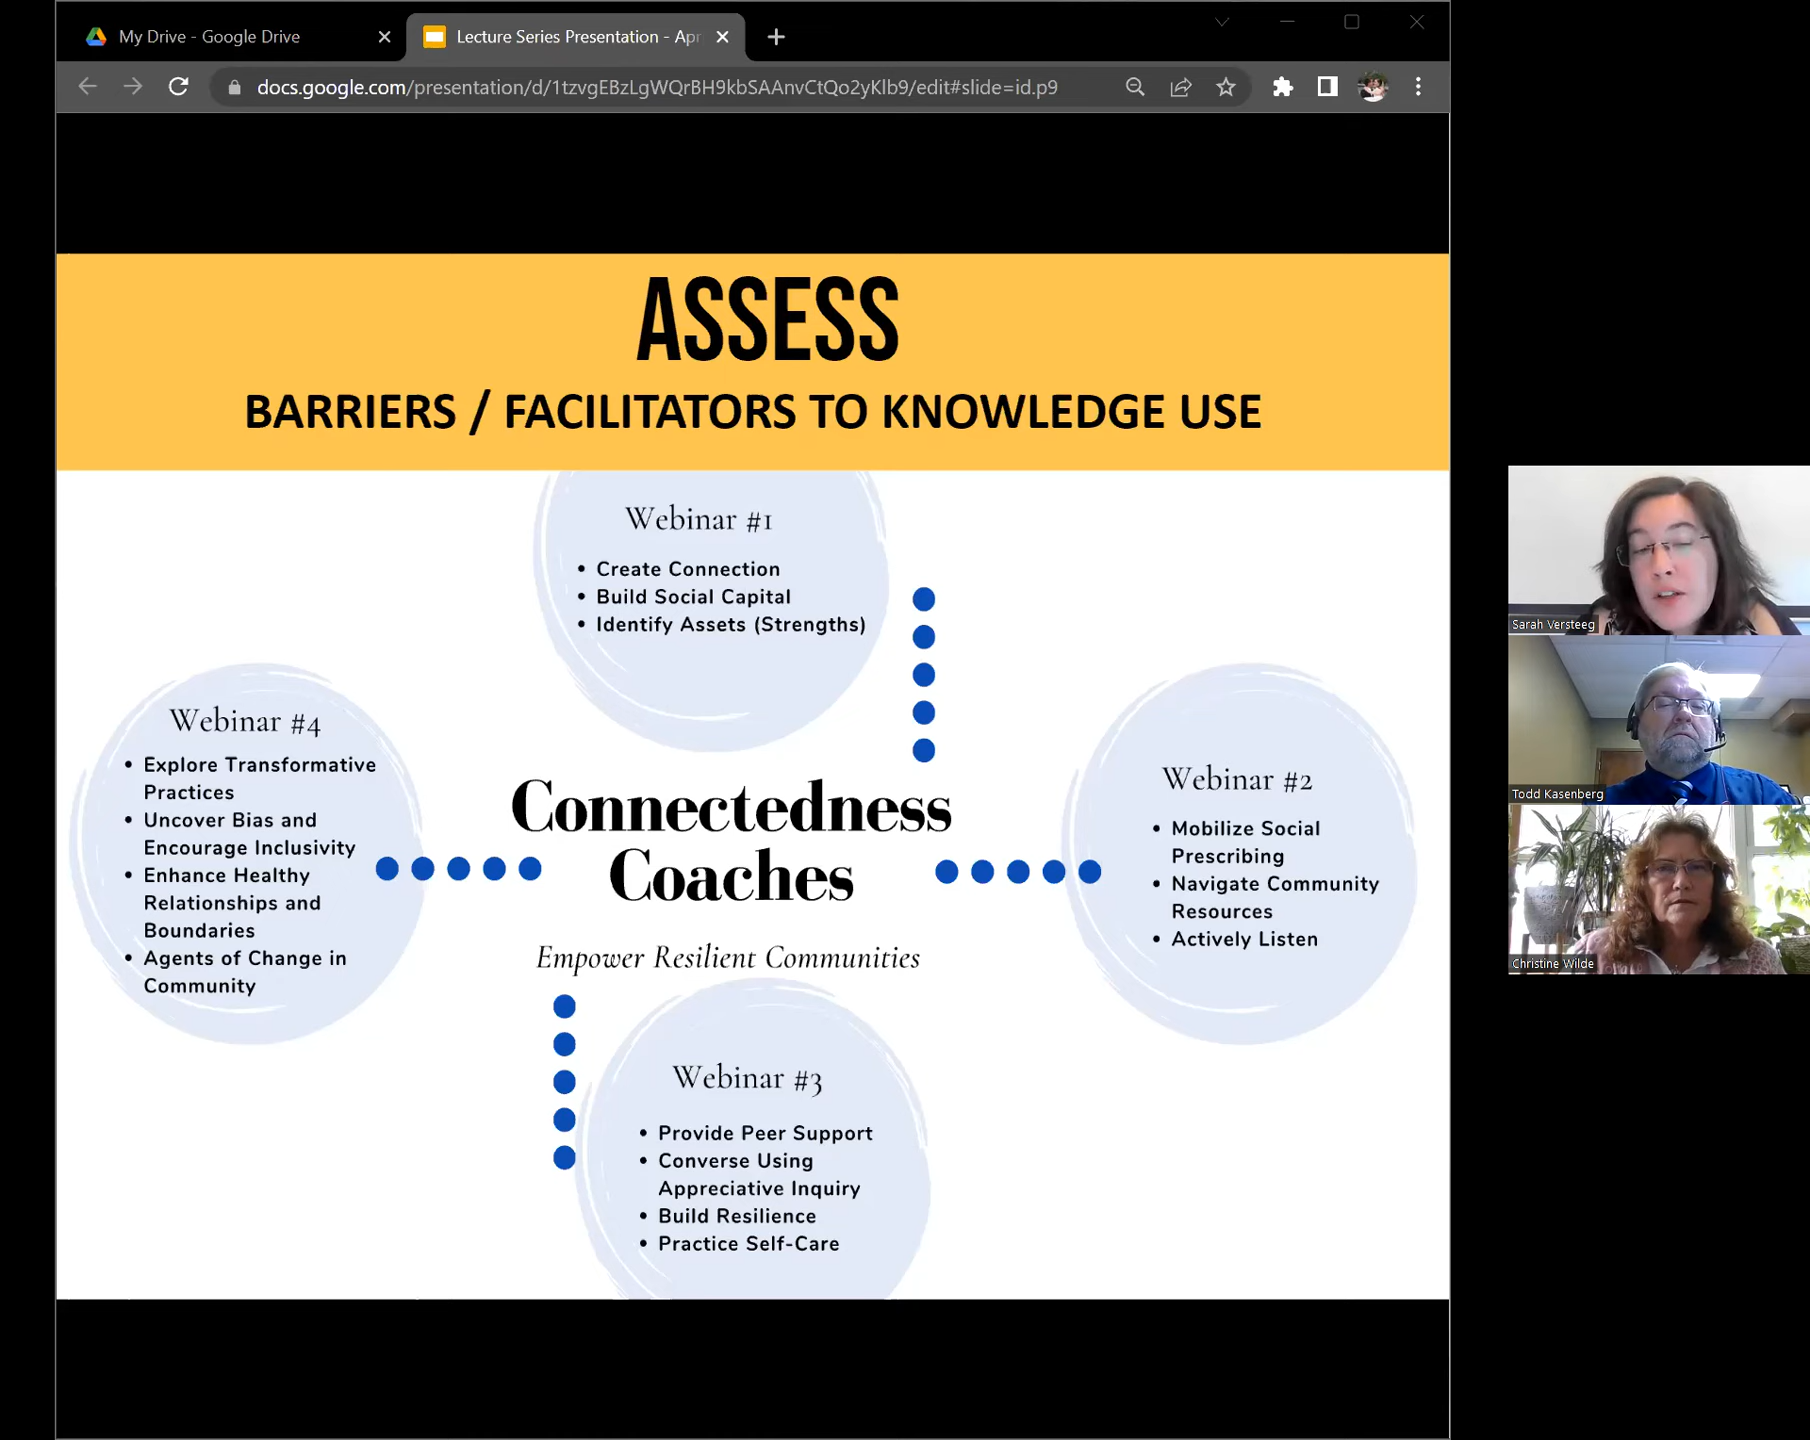 My Drive - Google Drive
Lecture Series Presentation - Apr
docs.google.com/presentation/d/1tzvgEBzLgWQrBH9kbSAAnvCtQo2yKlb9/edit#slide=id.p9
ASSESS
BARRIERS / FACILITATORS TO KNOWLEDGE USE
Webinar #1
• Create Connection
• Build Social Capital
• Identify Assets (Strengths)
Webinar #4
• Explore Transformative
Practices
• Uncover Bias and
Encourage Inclusivity
• Enhance Healthy
Relationships and
Boundaries
• Agents of Change in
Community
Connectedness
Coaches
Empower Resilient Communities
Webinar #2
• Mobilize Social
Prescribing
• Navigate Community
Resources
• Actively Listen
Webinar #3
• Provide Peer Support
• Converse Using
Appreciative Inquiry
• Build Resilience
• Practice Self-Care
Sarah Versteeg
Todd Kasenberg
Christine Wilde